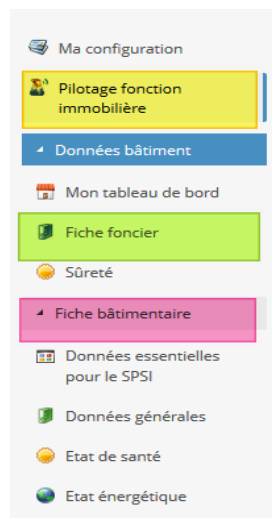 Ma configuration
Pilotage fonction
immobilière
Données bâtiment
Mon tableau de bord
Fiche foncier
Sûreté
Fiche bâtimentaire
Données essentielles
pour le SPSI
Données générales
Etat de santé
Etat énergétique